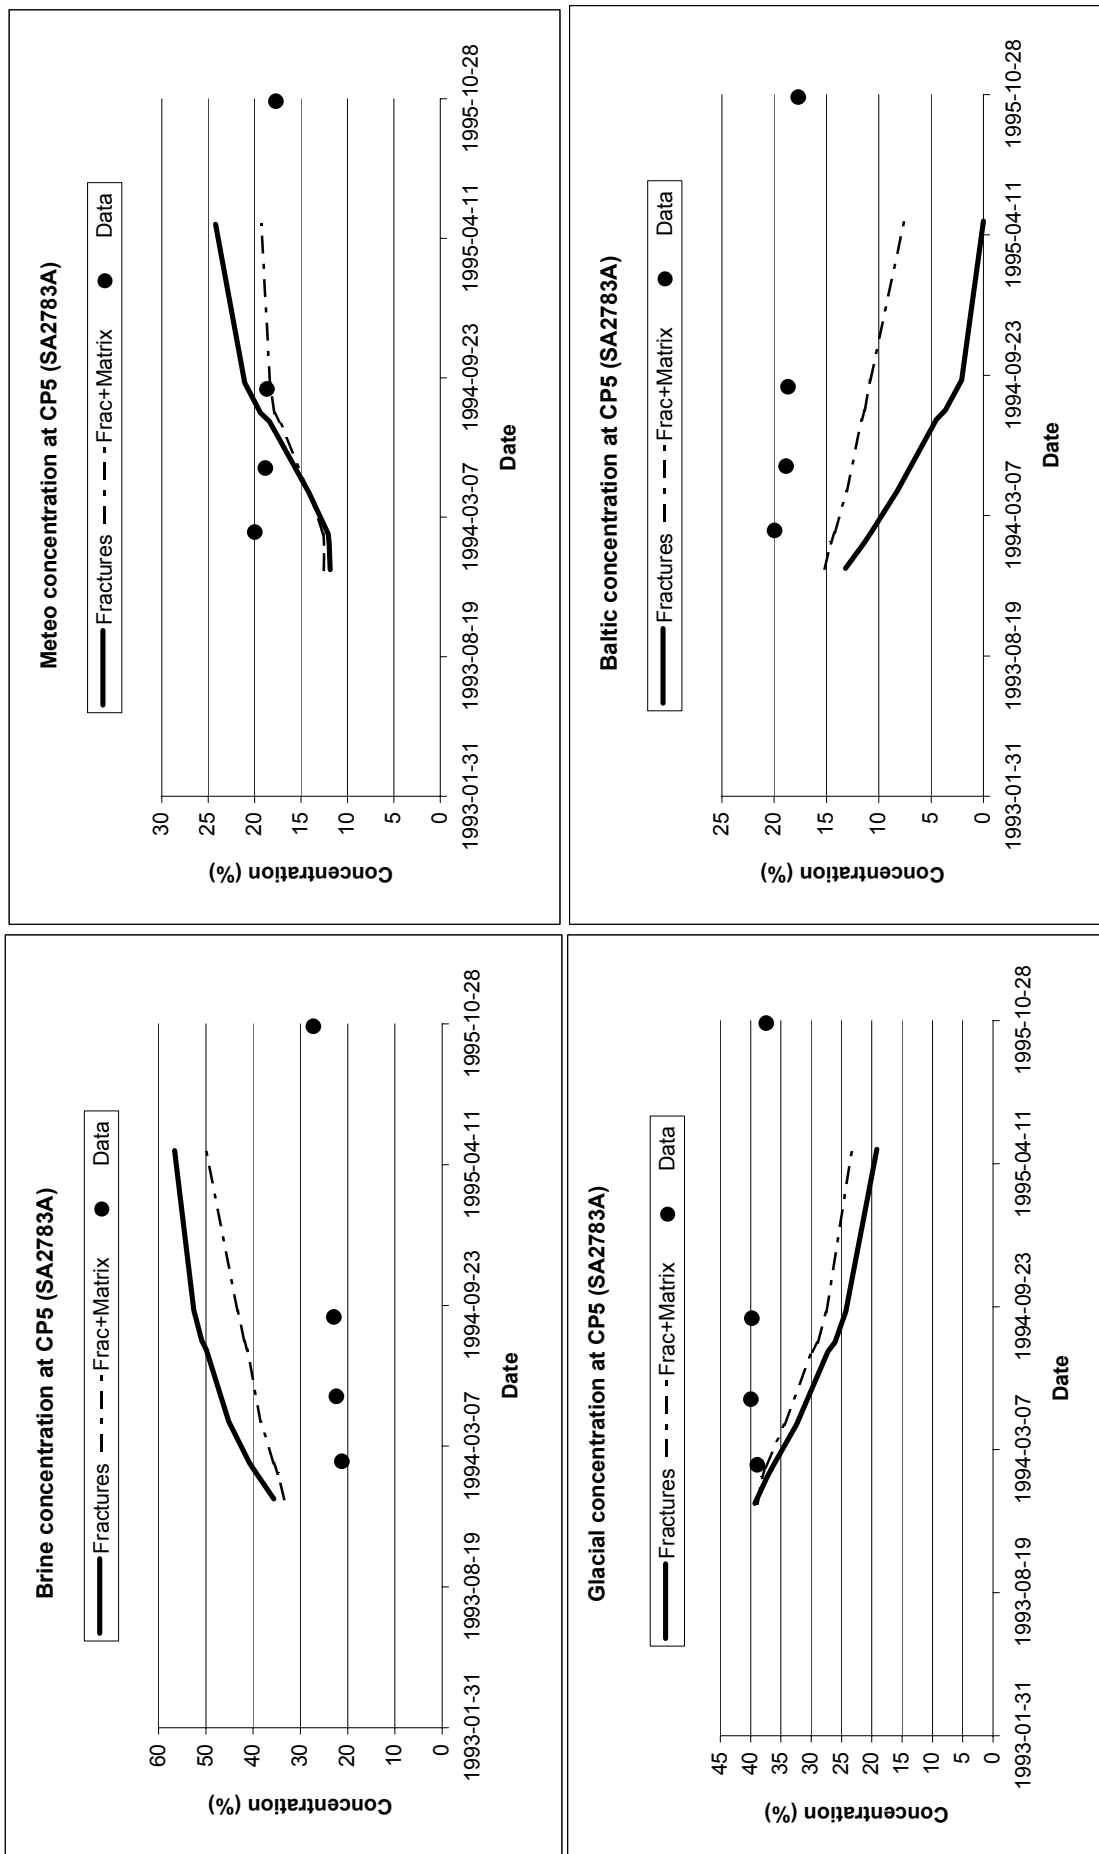 Brine concentration at CP5 (SA2783A)
Fractures Frac+Matrix Data
Concentration (%)
60
50
40
30
20
10
0
1993-01-31 1993-08-19 1994-03-07 1994-09-23 1995-04-11 1995-10-28
Date
Meteo concentration at CP5 (SA2783A)
Fractures Frac+Matrix Data
Concentration (%)
30
25
20
15
10
5
0
1993-01-31 1993-08-19 1994-03-07 1994-09-23 1995-04-11 1995-10-28
Date
Glacial concentration at CP5 (SA2783A)
Fractures Frac+Matrix Data
Concentration (%)
45
40
35
30
25
20
15
10
5
0
1993-01-31 1993-08-19 1994-03-07 1994-09-23 1995-04-11 1995-10-28
Date
Baltic concentration at CP5 (SA2783A)
Fractures Frac+Matrix Data
Concentration (%)
25
20
15
10
5
0
1993-01-31 1993-08-19 1994-03-07 1994-09-23 1995-04-11 1995-10-28
Date